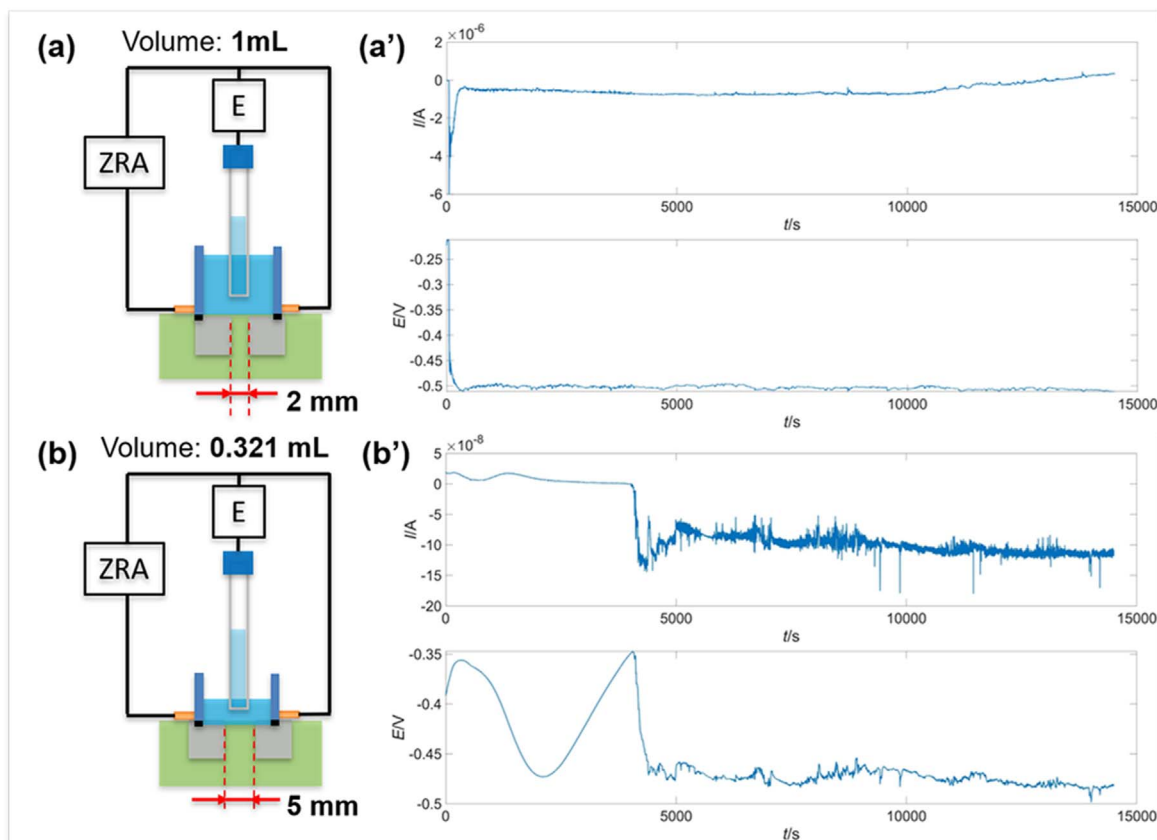 (a)
Volume: 1mL
E
ZRA
2 mm
(a')
×10⁻⁶
2
0
-2
-4
-6
I/A
0 5000 10000 15000
t/s
-0.25
-0.3
-0.35
-0.4
-0.45
-0.5
E/V
0 5000 10000 15000
t/s
(b)
Volume: 0.321 mL
E
ZRA
5 mm
(b')
×10⁻⁸
5
0
-5
-10
-15
-20
I/A
0 5000 10000 15000
t/s
-0.35
-0.4
-0.45
-0.5
E/V
0 5000 10000 15000
t/s